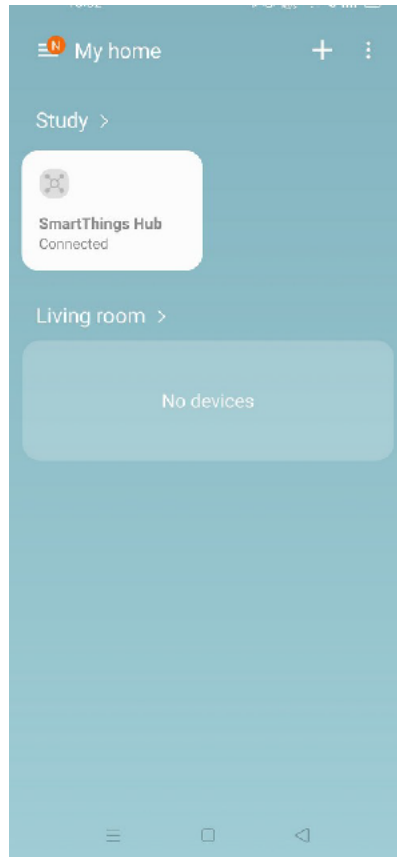 N
My home
Study >
SmartThings Hub
Connected
Living room >
No devices